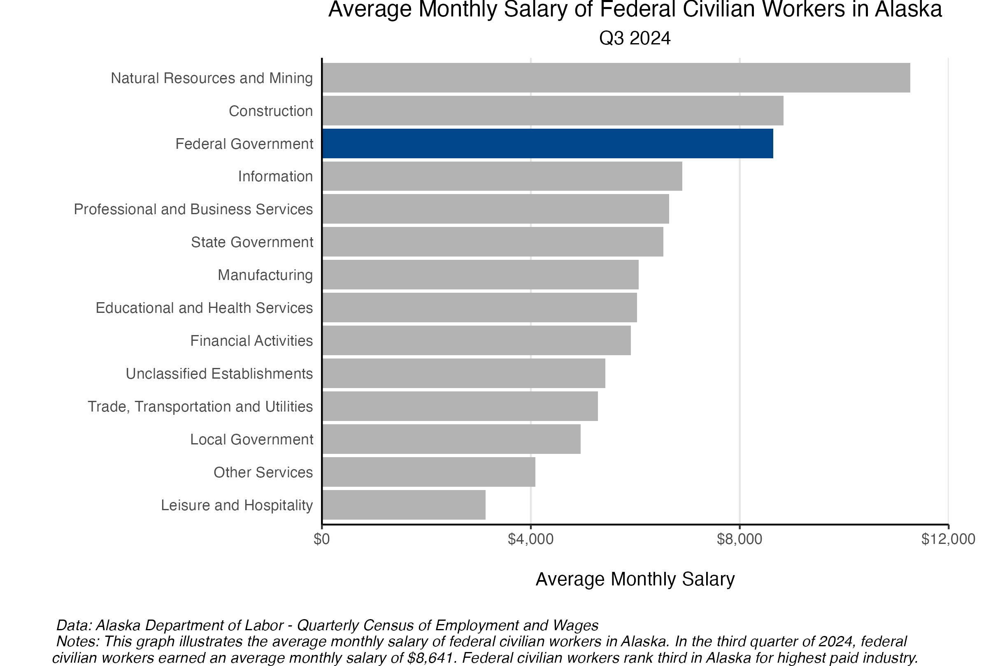 Average Monthly Salary of Federal Civilian Workers in Alaska
Q3 2024
Natural Resources and Mining
Construction
Federal Government
Information
Professional and Business Services
State Government
Manufacturing
Educational and Health Services
Financial Activities
Unclassified Establishments
Trade, Transportation and Utilities
Local Government
Other Services
Leisure and Hospitality
$0 $4,000 $8,000 $12,000
Average Monthly Salary
Data: Alaska Department of Labor - Quarterly Census of Employment and Wages
Notes: This graph illustrates the average monthly salary of federal civilian workers in Alaska. In the third quarter of 2024, federal
civilian workers earned an average monthly salary of $8,641. Federal civilian workers rank third in Alaska for highest paid industry.